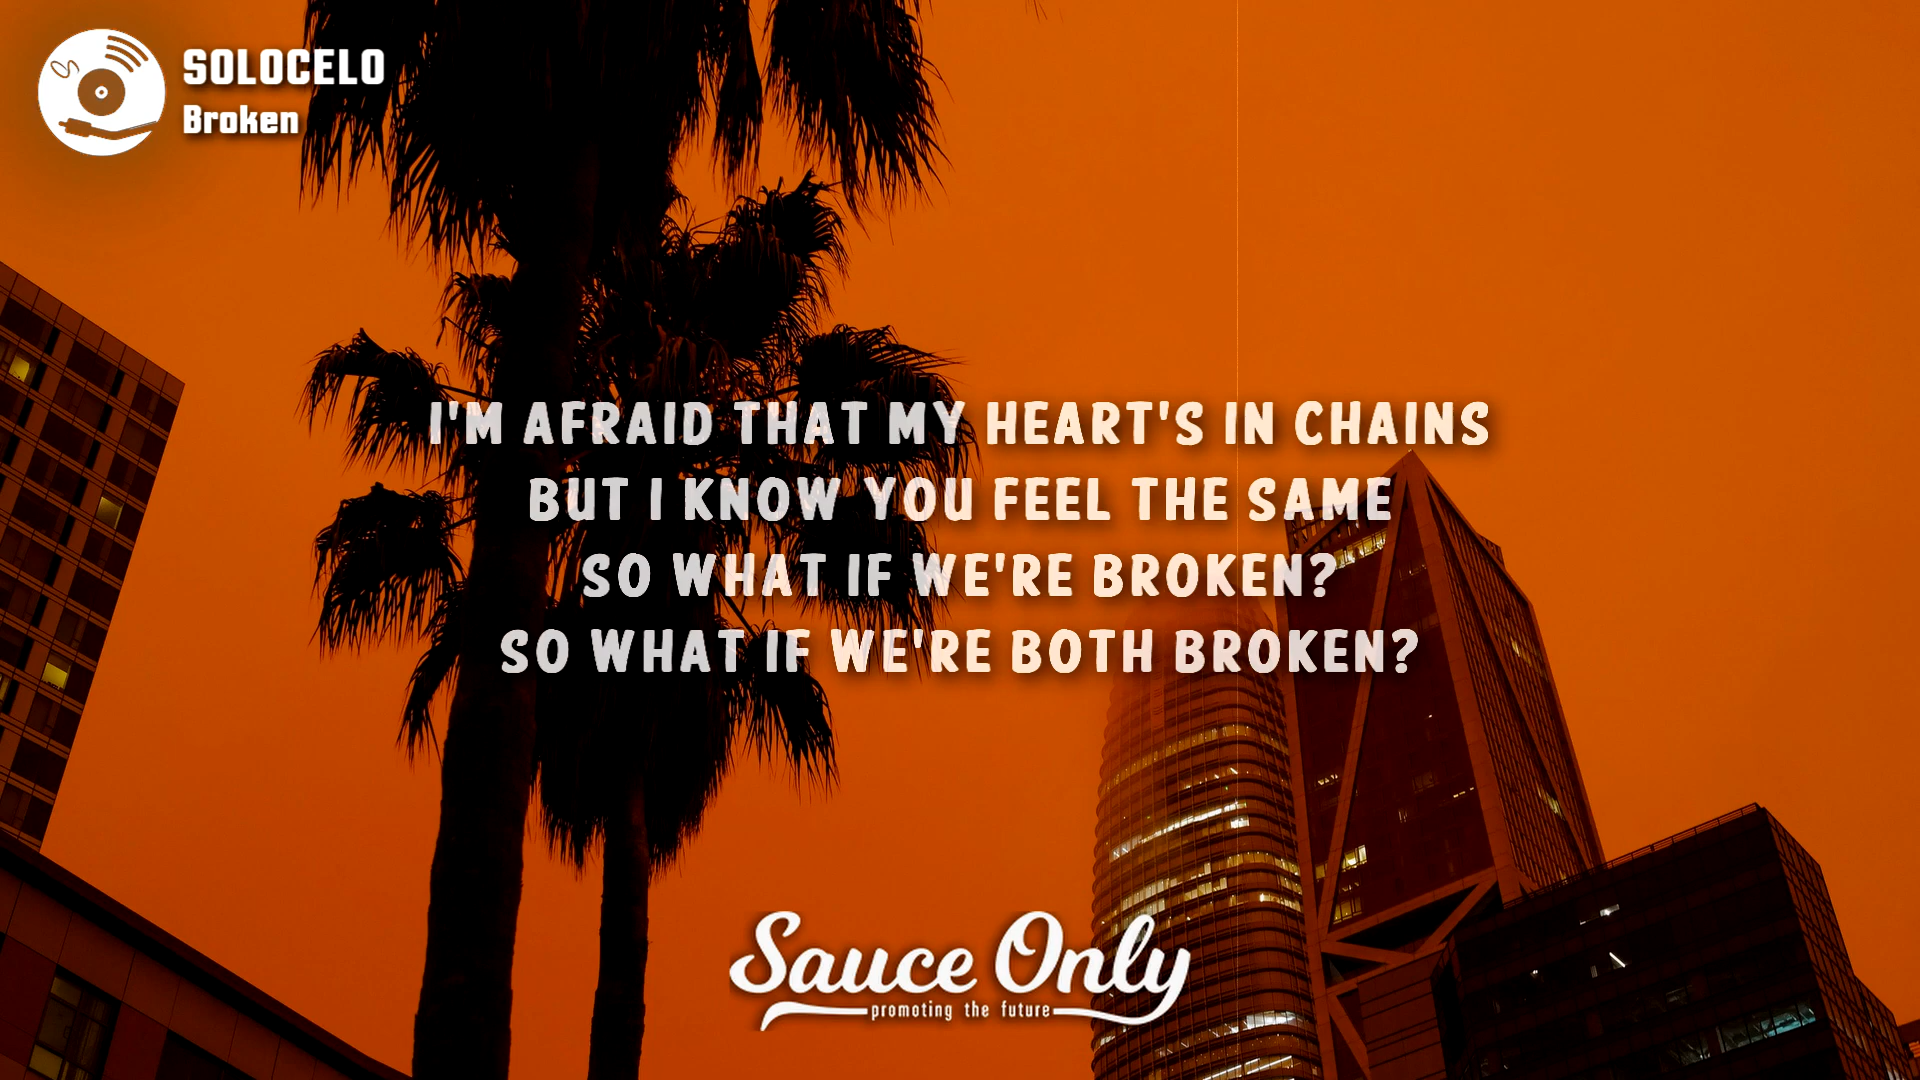 SOLOCELO
Broken
I'M AFRAID THAT MY HEART'S IN CHAINS
BUT I KNOW YOU FEEL THE SAME
SO WHAT IF WE'RE BROKEN?
SO WHAT IF WE'RE BOTH BROKEN?
Sauce Only
promoting the future